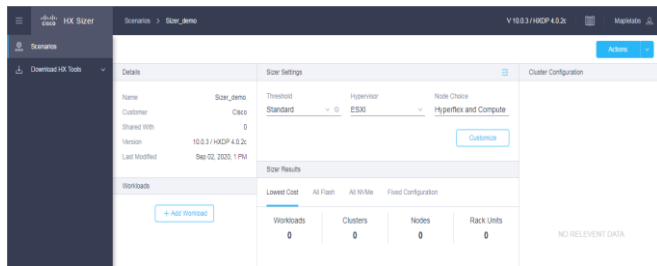 cisco HX Sizer
Scenarios > Sizer_demo
V 10.0.3 / HXDP 4.0.2c
Maplelabs
Scenarios
Download HX Tools
Actions
Details
Name Sizer_demo
Customer Cisco
Shared With 0
Version 10.0.3 / HXDP 4.0.2c
Last Modified Sep 02, 2020, 1 PM
Workloads
+ Add Workload
Sizer Settings
Threshold Hypervisor Node Choice
Standard ESXI Hyperflex and Compute
Customize
Sizer Results
Lowest Cost All Flash All NVMe Fixed Configuration
Workloads Clusters Nodes Rack Units
0 0 0 0
Cluster Configuration
NO RELEVENT DATA